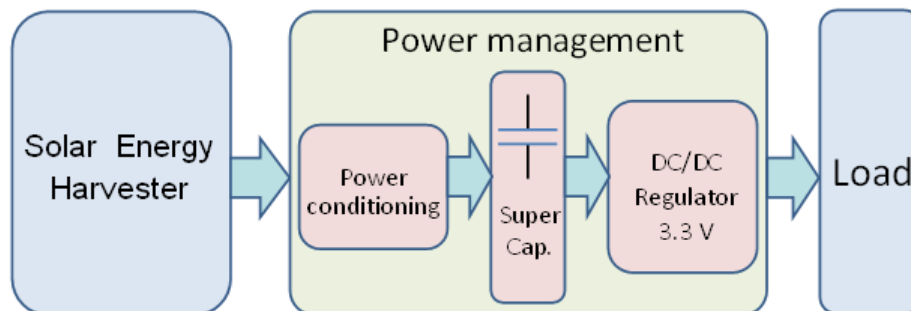 Power management
Solar Energy
Harvester
Power
conditioning
Super
Cap.
DC/DC
Regulator
3.3 V
Load